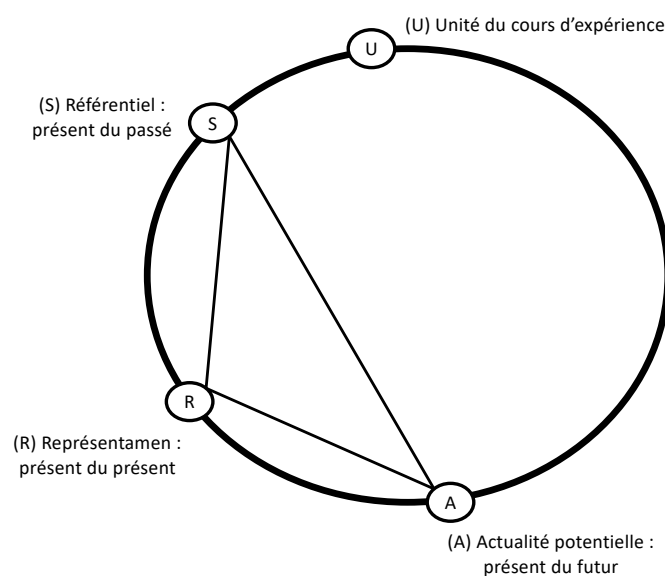 (U) Unité du cours d’expérience
U
(S) Référentiel :
présent du passé
S
R
(R) Représentamen :
présent du présent
A
(A) Actualité potentielle :
présent du futur